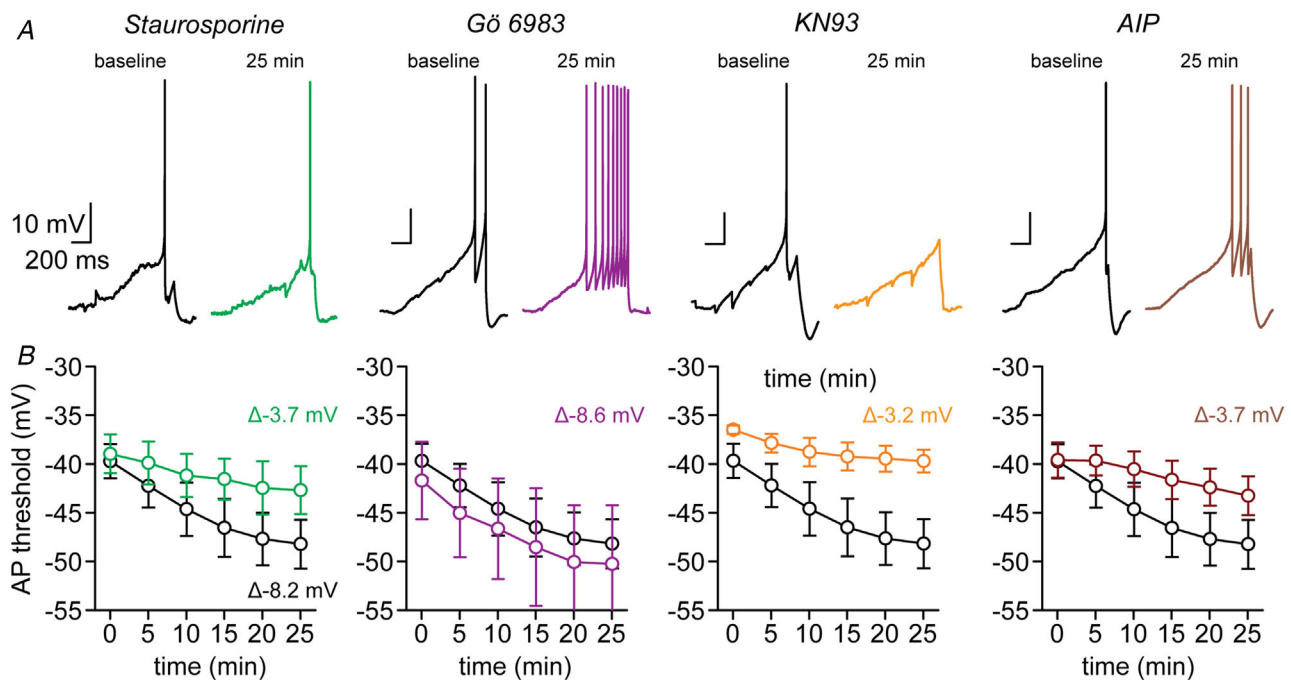 A
Staurosporine
Gö 6983
KN93
AIP
baseline
25 min
baseline
25 min
baseline
25 min
baseline
25 min
10 mV
200 ms
B
AP threshold (mV)
-30
-35
-40
-45
-50
-55
Δ-3.7 mV
Δ-8.2 mV
0 5 10 15 20 25
time (min)
-30
-35
-40
-45
-50
-55
Δ-8.6 mV
0 5 10 15 20 25
time (min)
-30
-35
-40
-45
-50
-55
time (min)
Δ-3.2 mV
0 5 10 15 20 25
-30
-35
-40
-45
-50
-55
Δ-3.7 mV
0 5 10 15 20 25
time (min)